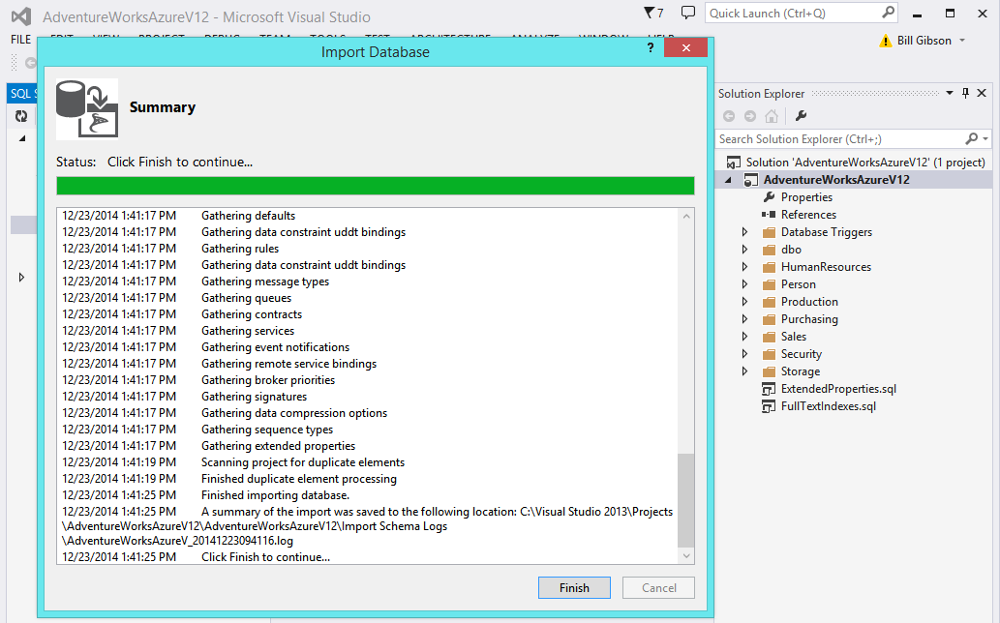 AdventureWorksAzureV12 - Microsoft Visual Studio
7
Quick Launch (Ctrl+Q)
FILE EDIT VIEW PROJECT DEBUG TEAM TOOLS TEST ARCHITECTURE ANALYZE WINDOW HELP
Bill Gibson
Import Database
?
SQL S
Summary
Status: Click Finish to continue...
12/23/2014 1:41:17 PM Gathering defaults
12/23/2014 1:41:17 PM Gathering data constraint uddt bindings
12/23/2014 1:41:17 PM Gathering rules
12/23/2014 1:41:17 PM Gathering data constraint uddt bindings
12/23/2014 1:41:17 PM Gathering message types
12/23/2014 1:41:17 PM Gathering queues
12/23/2014 1:41:17 PM Gathering contracts
12/23/2014 1:41:17 PM Gathering services
12/23/2014 1:41:17 PM Gathering event notifications
12/23/2014 1:41:17 PM Gathering remote service bindings
12/23/2014 1:41:17 PM Gathering broker priorities
12/23/2014 1:41:17 PM Gathering signatures
12/23/2014 1:41:17 PM Gathering data compression options
12/23/2014 1:41:17 PM Gathering sequence types
12/23/2014 1:41:17 PM Gathering extended properties
12/23/2014 1:41:19 PM Scanning project for duplicate elements
12/23/2014 1:41:19 PM Finished duplicate element processing
12/23/2014 1:41:25 PM Finished importing database.
12/23/2014 1:41:25 PM A summary of the import was saved to the following location: C:\Visual Studio 2013\Projects
\AdventureWorksAzureV12\AdventureWorksAzureV12\Import Schema Logs
\AdventureWorksAzureV_20141223094116.log
12/23/2014 1:41:25 PM Click Finish to continue...
Finish
Cancel
Solution Explorer
Search Solution Explorer (Ctrl+;)
Solution 'AdventureWorksAzureV12' (1 project)
AdventureWorksAzureV12
Properties
References
Database Triggers
dbo
HumanResources
Person
Production
Purchasing
Sales
Security
Storage
ExtendedProperties.sql
FullTextIndexes.sql